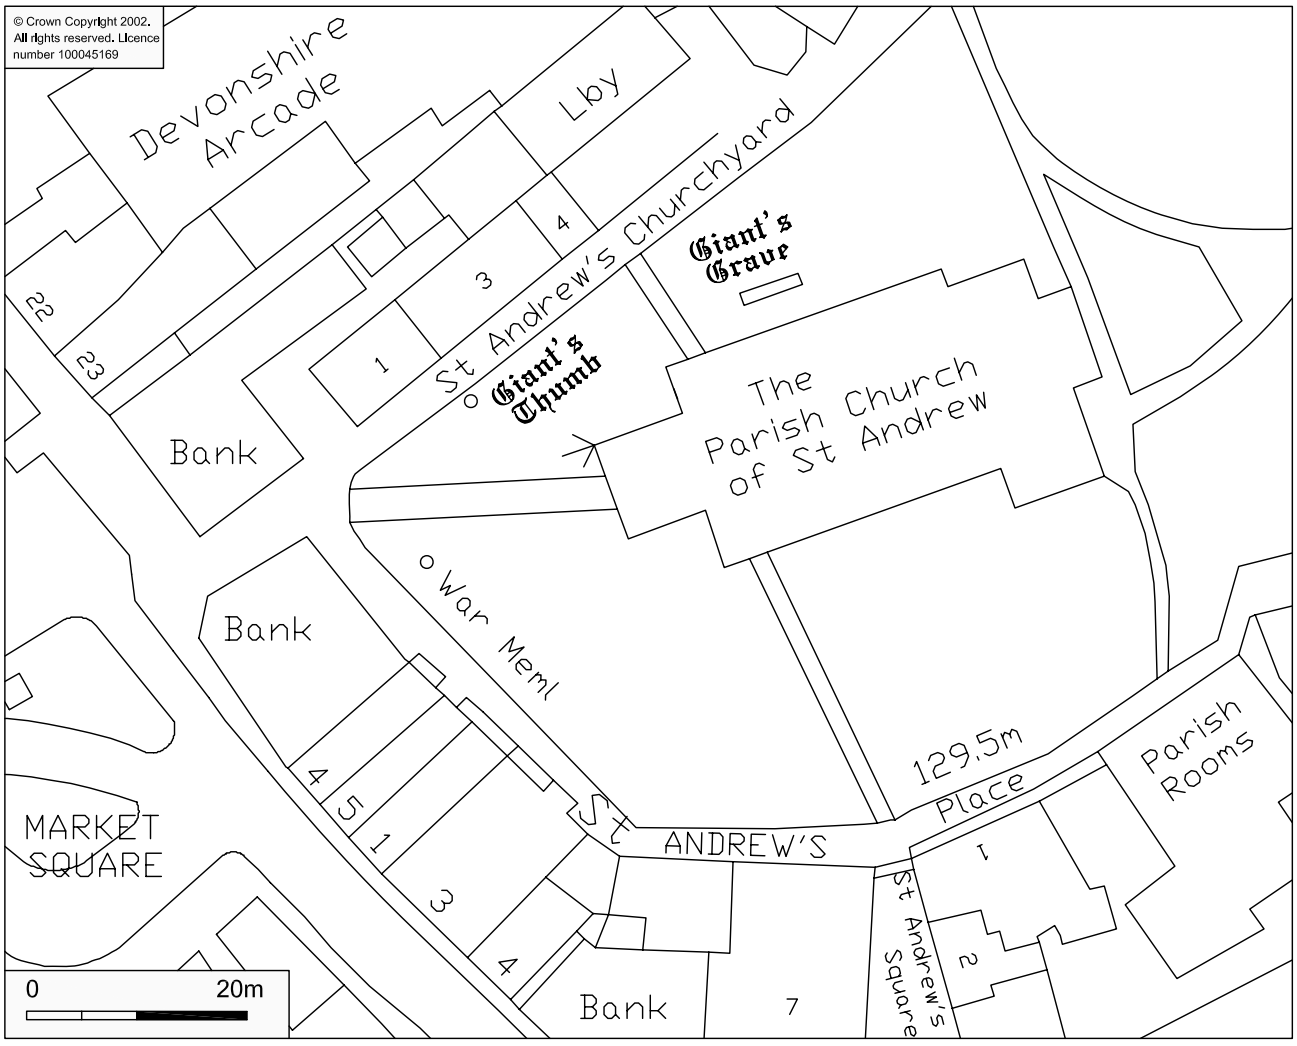 © Crown Copyright 2002.
All rights reserved. Licence
number 100045169
Devonshire
Arcade
Lby
St Andrew's Churchyard
Giant's
Grave
4
3
1
22
23
Giant's
Thumb
The
Parish Church
of St Andrew
Bank
War Meml
Bank
4
5
1
3
4
MARKET
SQUARE
129.5m
St ANDREW'S Place
Parish
Rooms
1
2
St Andrew's
Square
Bank
7
0 20m